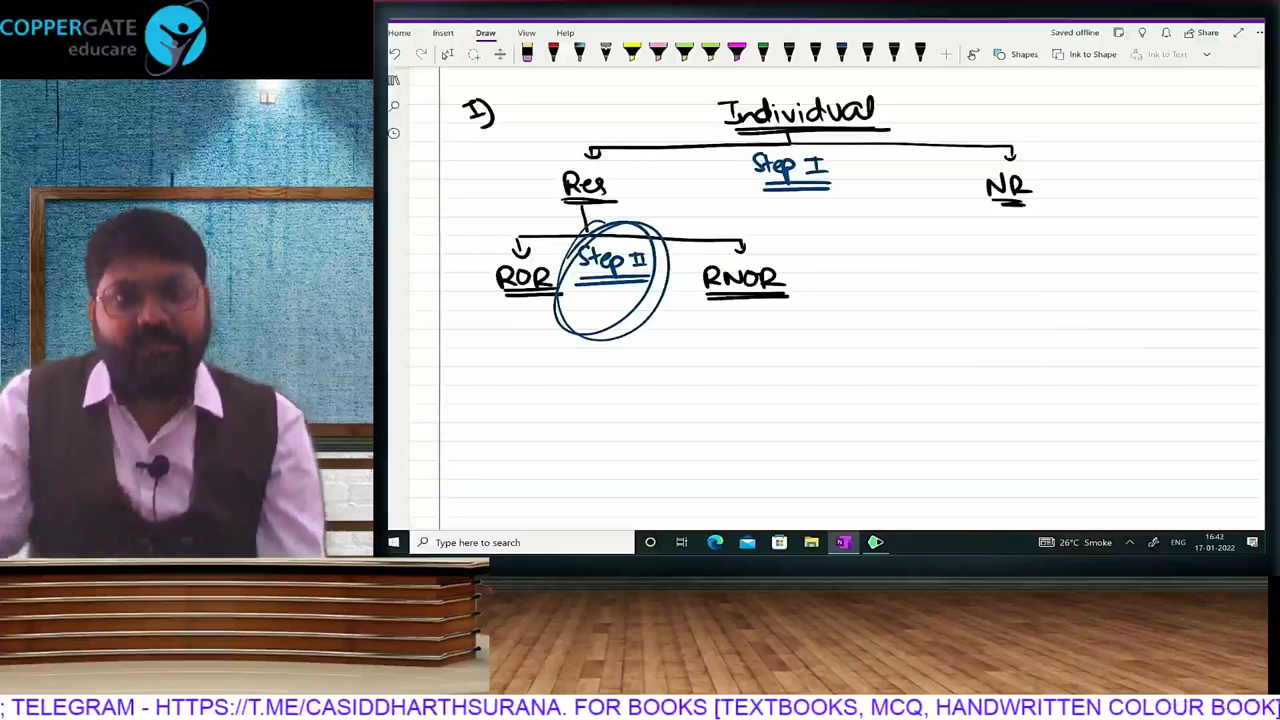 COPPERGATE
educare
Home Insert Draw View Help
Saved offline
Share
Shapes
Ink to Shape
Ink to Text
I) Individual
Step I
Res
NR
Step II
ROR
RNOR
Type here to search
26°C Smoke
ENG
16:42
17-01-2022
; TELEGRAM - HTTPS://T.ME/CASIDDHARTHSURANA. FOR BOOKS [TEXTBOOKS, MCQ, HANDWRITTEN COLOUR BOOK]